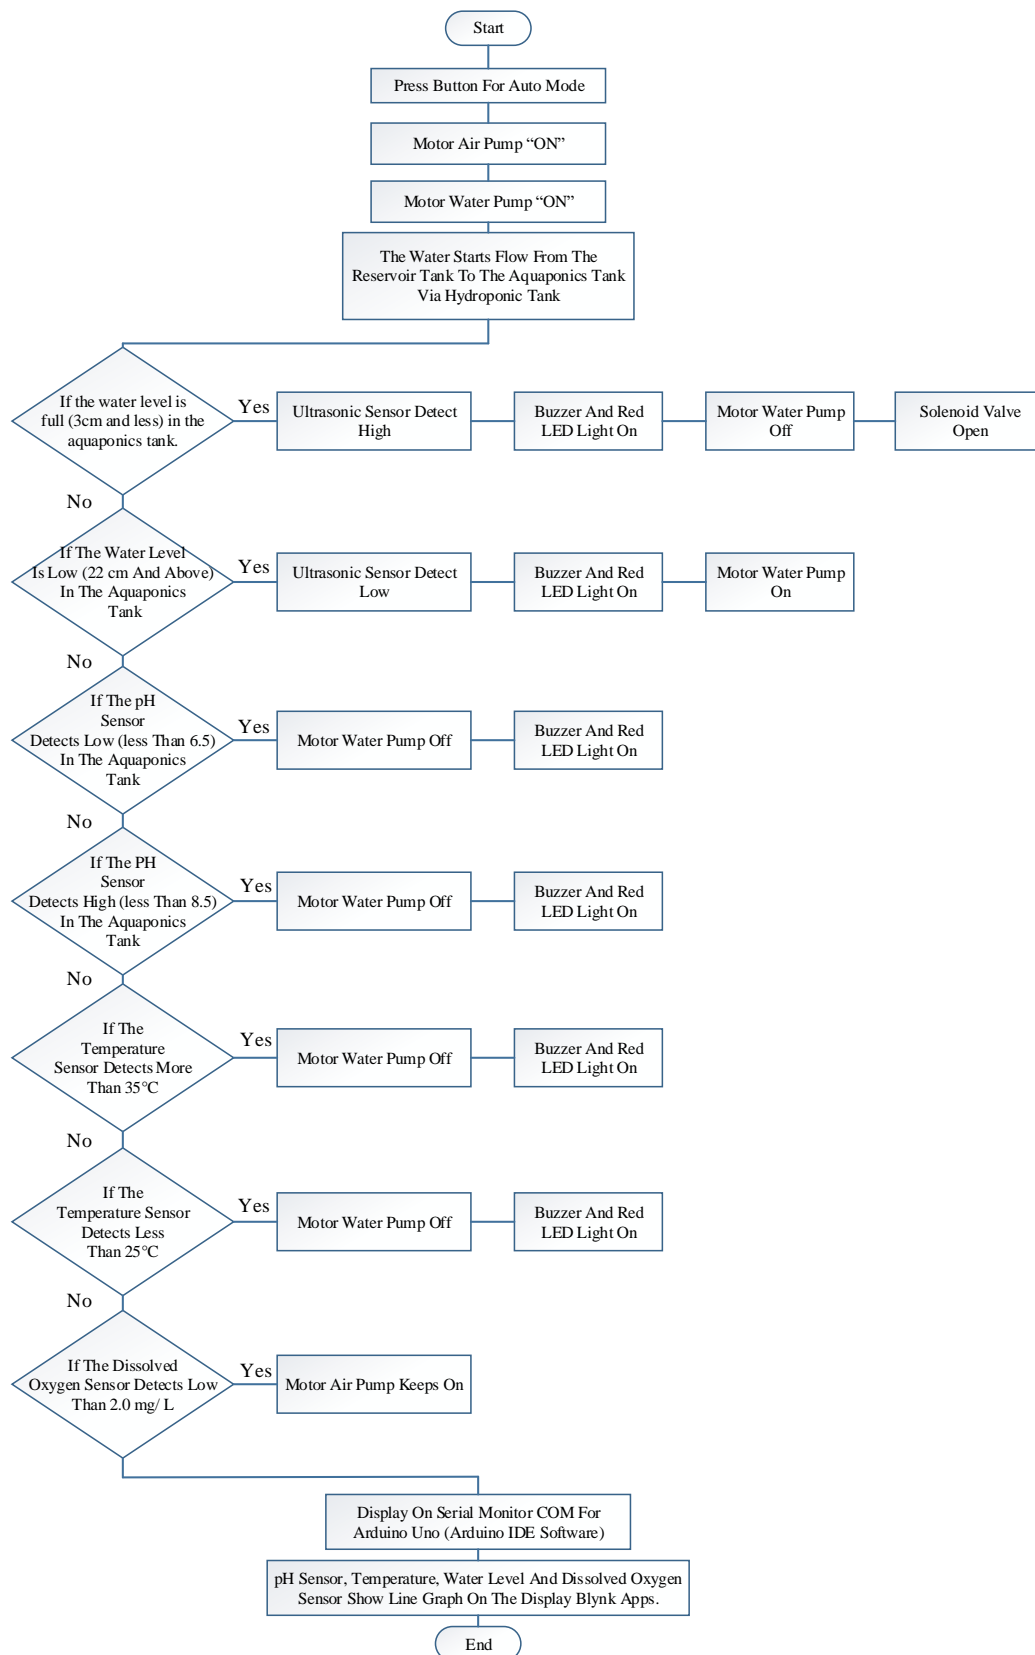 Start
Press Button For Auto Mode
Motor Air Pump “ON”
Motor Water Pump “ON”
The Water Starts Flow From The
Reservoir Tank To The Aquaponics Tank
Via Hydroponic Tank
If the water level is
full (3cm and less) in the
aquaponics tank.
Yes
Ultrasonic Sensor Detect
High
Buzzer And Red
LED Light On
Motor Water Pump
Off
Solenoid Valve
Open
No
If The Water Level
Is Low (22 cm And Above)
In The Aquaponics
Tank
Yes
Ultrasonic Sensor Detect
Low
Buzzer And Red
LED Light On
Motor Water Pump
On
No
If The pH
Sensor
Detects Low (less Than 6.5)
In The Aquaponics
Tank
Yes
Motor Water Pump Off
Buzzer And Red
LED Light On
No
If The PH
Sensor
Detects High (less Than 8.5)
In The Aquaponics
Tank
Yes
Motor Water Pump Off
Buzzer And Red
LED Light On
No
If The
Temperature
Sensor Detects More
Than 35°C
Yes
Motor Water Pump Off
Buzzer And Red
LED Light On
No
If The
Temperature Sensor
Detects Less
Than 25°C
Yes
Motor Water Pump Off
Buzzer And Red
LED Light On
No
If The Dissolved
Oxygen Sensor Detects Low
Than 2.0 mg/ L
Yes
Motor Air Pump Keeps On
Display On Serial Monitor COM For
Arduino Uno (Arduino IDE Software)
pH Sensor, Temperature, Water Level And Dissolved Oxygen
Sensor Show Line Graph On The Display Blynk Apps.
End